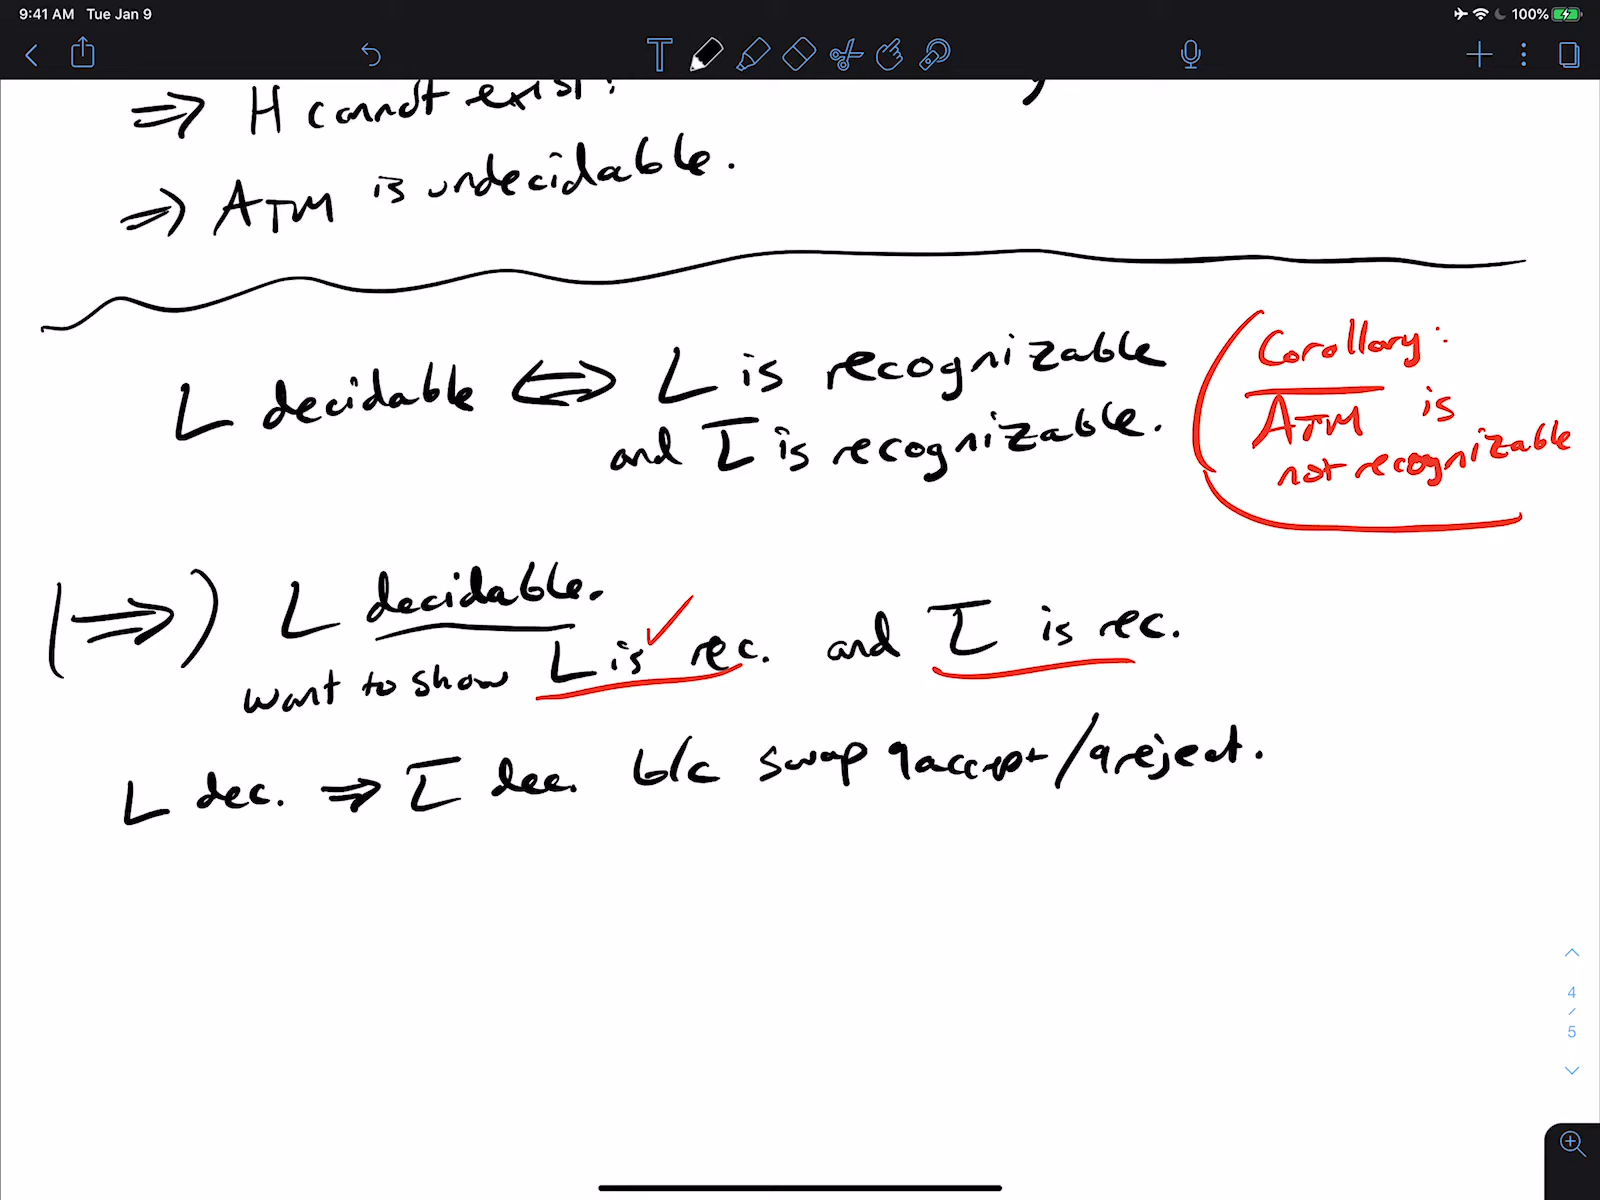 9:41 AM Tue Jan 9
100%
⇒ H cannot exist!
⇒ ATM is undecidable.
L decidable ⇔ L is recognizable
and L̅ is recognizable.
Corollary:
A̅T̅M̅ is
not recognizable
(⇒) L decidable.
want to show L is ✓ rec. and L̅ is rec.
L dec. ⇒ L̅ dec. b/c swap qaccept/qreject.
4
/
5